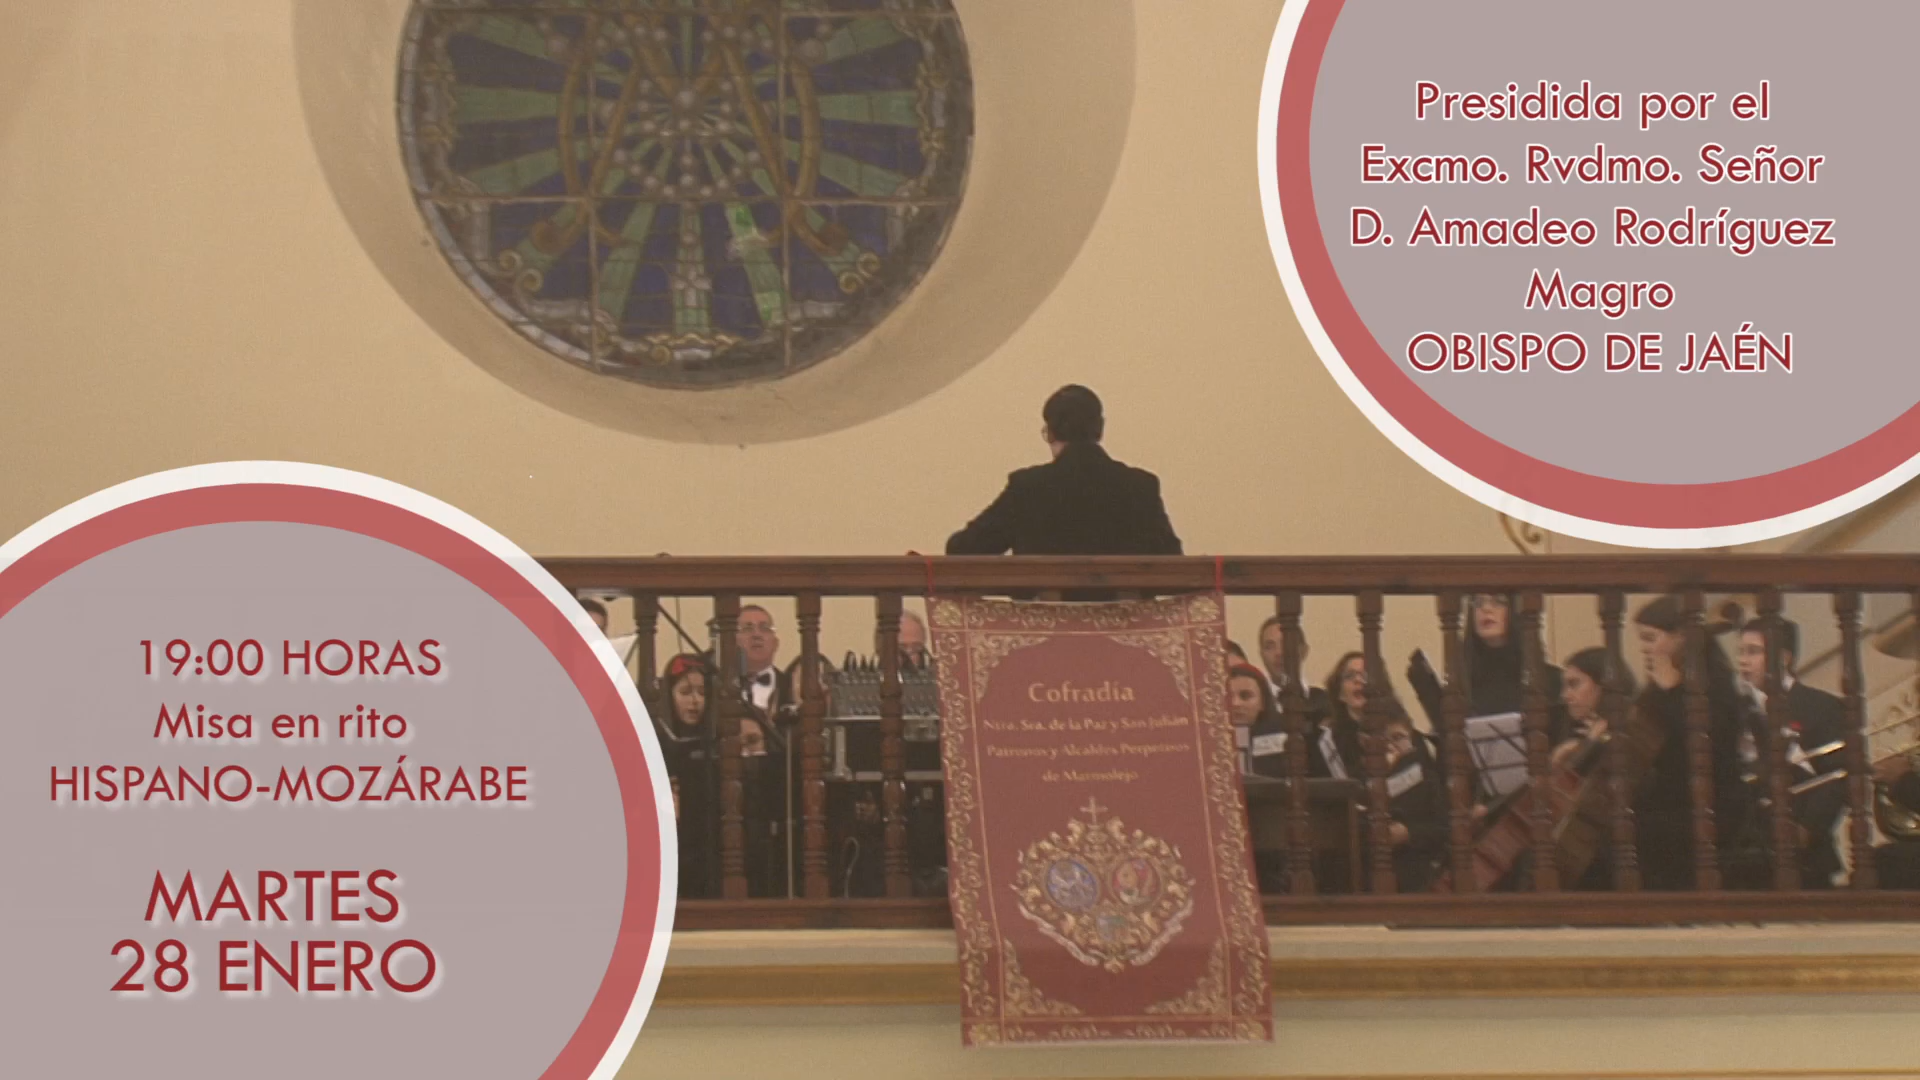 Presidida por el
Excmo. Rvdmo. Señor
D. Amadeo Rodríguez
Magro
OBISPO DE JAÉN
19:00 HORAS
Misa en rito
HISPANO-MOZÁRABE
MARTES
28 ENERO
Cofradía
Ntra. Sra. de la Paz y San Julián
Patronos y Alcaldes Perpetuos
de Marmolejo